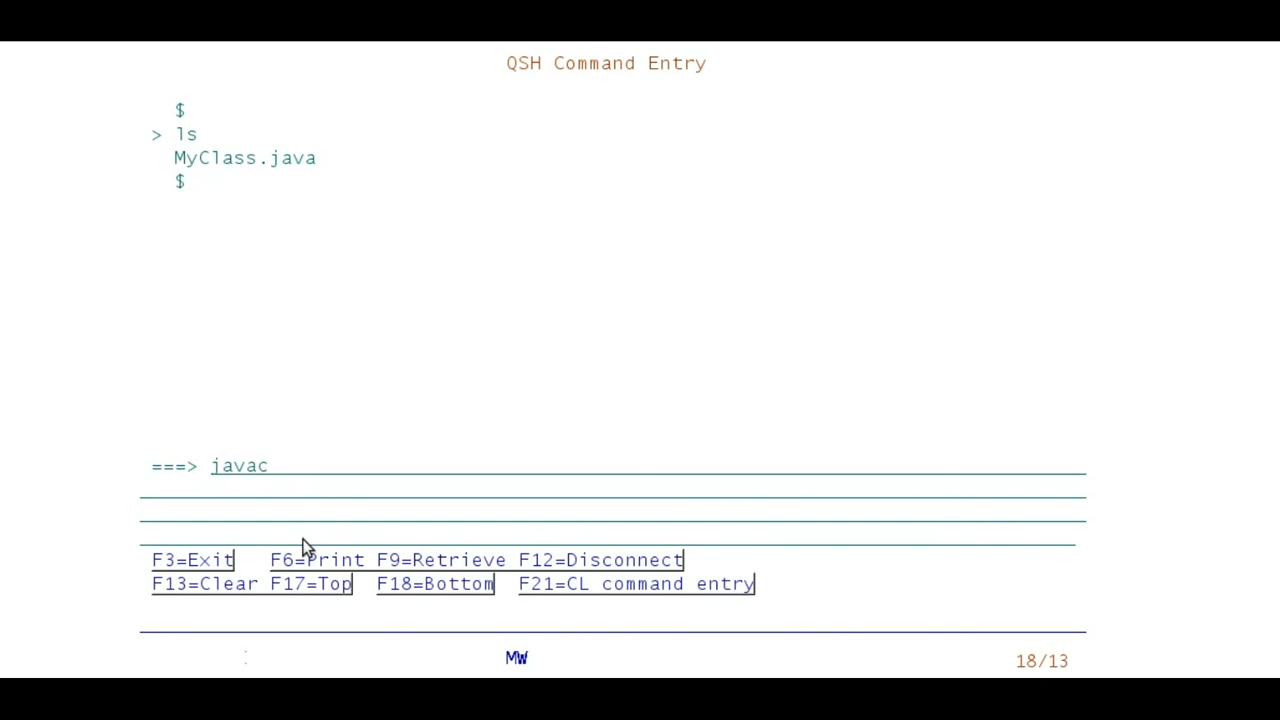 QSH Command Entry
$
> ls
MyClass.java
$
===> javac
F3=Exit F6=Print F9=Retrieve F12=Disconnect
F13=Clear F17=Top F18=Bottom F21=CL command entry
MW 18/13